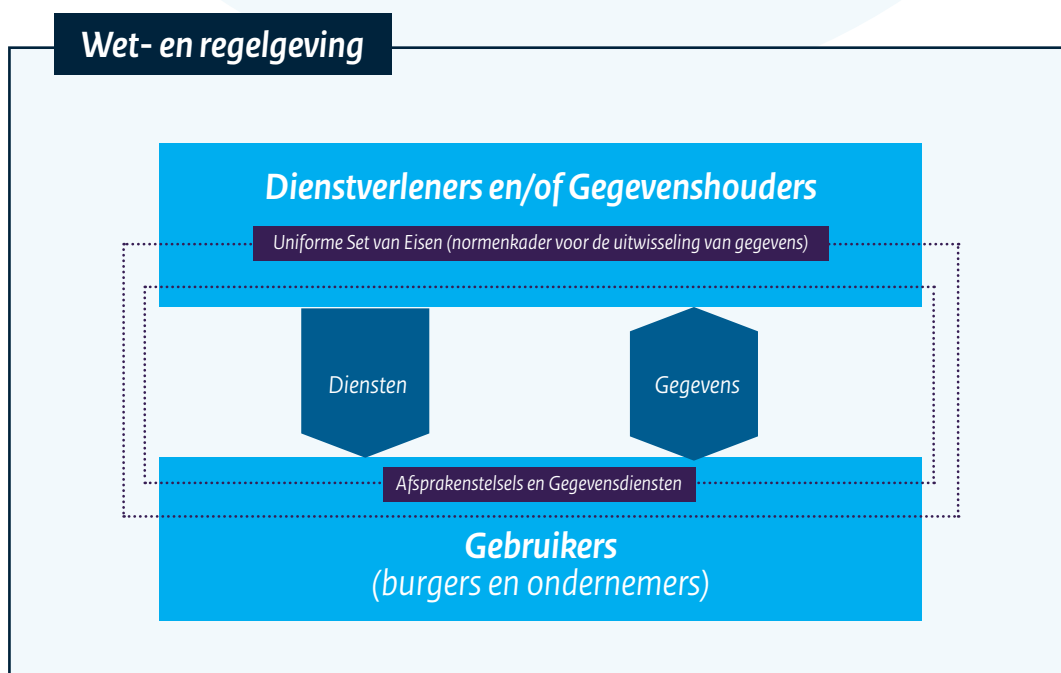 Wet- en regelgeving
Dienstverleners en/of Gegevenshouders
Uniforme Set van Eisen (normenkader voor de uitwisseling van gegevens)
Diensten
Gegevens
Afsprakenstelsels en Gegevensdiensten
Gebruikers
(burgers en ondernemers)